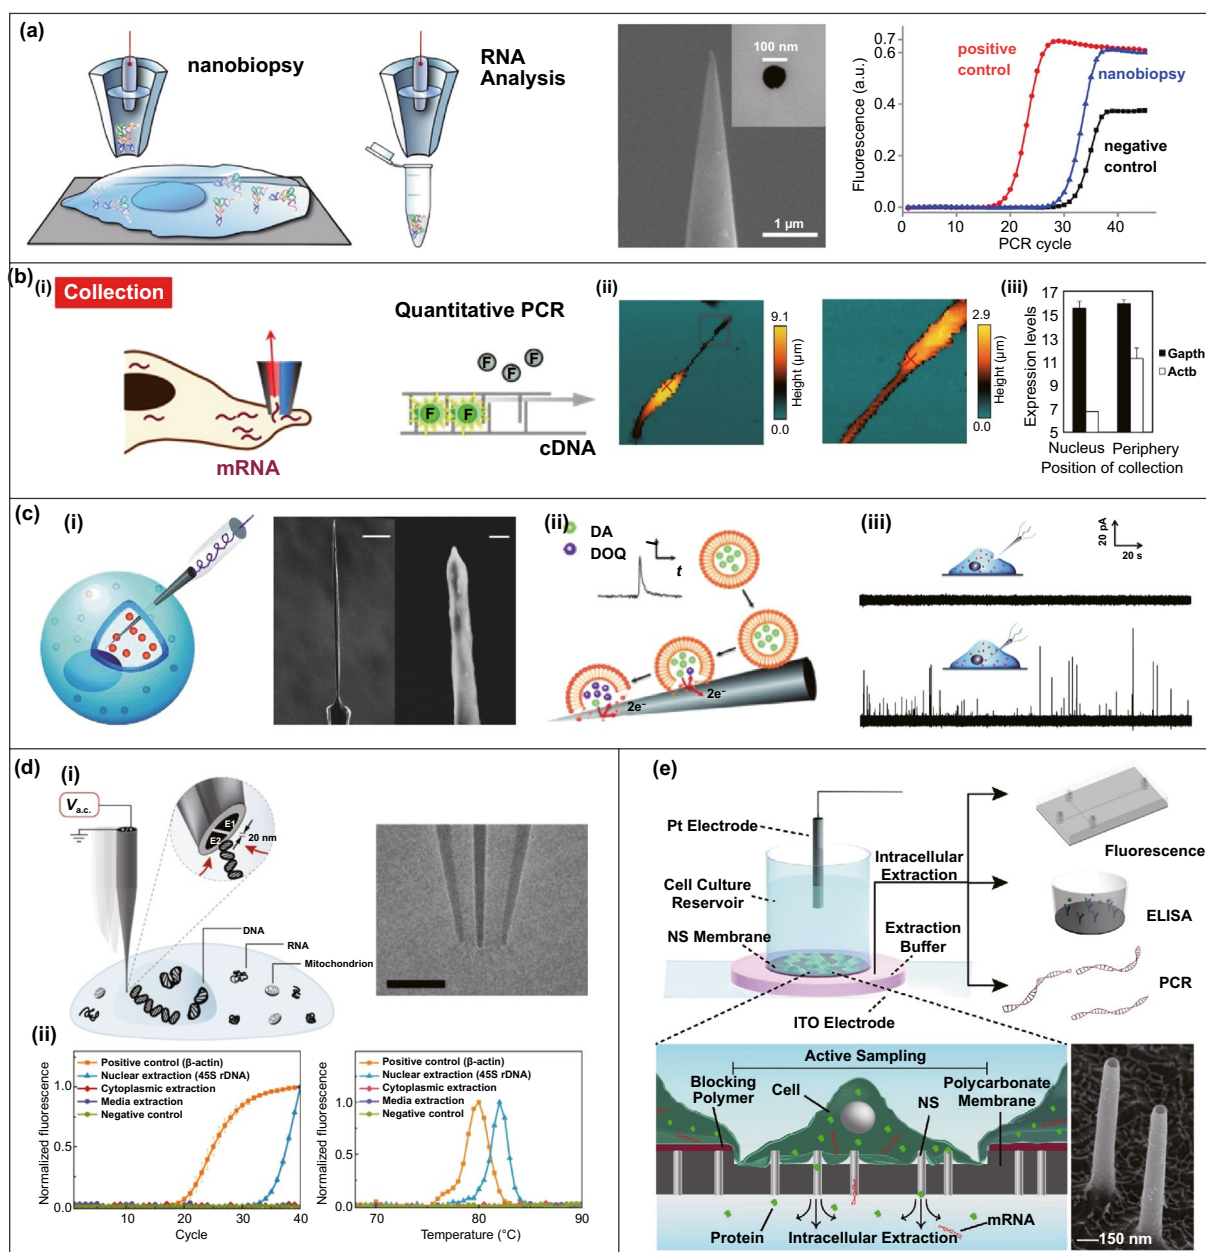 (a)
nanobiopsy
RNA
Analysis
100 nm
1 µm
Fluorescence (a.u.)
0.7
0.6
0.4
0.2
0.0
positive
control
nanobiopsy
negative
control
0
10
20
30
40
PCR cycle
(b)
(i)
Collection
mRNA
Quantitative PCR
F
F
F
F
F
cDNA
(ii)
9.1
Height (µm)
0.0
2.9
Height (µm)
0.0
(iii)
Expression levels
17
15
13
11
9
7
5
Gapth
Actb
Nucleus Periphery
Position of collection
(c)
(i)
(ii)
DA
DOQ
I
t
2e⁻
2e⁻
(iii)
20 pA
20 s
(d)
(i)
Va.c.
E1
E2
20 nm
DNA
RNA
Mitochondrion
(ii)
Normalized fluorescence
1.0
0.5
0.0
Positive control (β-actin)
Nuclear extraction (45S rDNA)
Cytoplasmic extraction
Media extraction
Negative control
10
20
30
40
Cycle
Normalized fluorescence
1.0
0.5
0.0
Positive control (β-actin)
Nuclear extraction (45S rDNA)
Cytoplasmic extraction
Media extraction
Negative control
70
80
90
Temperature (°C)
(e)
Pt Electrode
Cell Culture
Reservoir
NS Membrane
Intracellular
Extraction
Extraction
Buffer
ITO Electrode
Fluorescence
ELISA
PCR
Active Sampling
Blocking
Polymer
Cell
NS
Polycarbonate
Membrane
Protein
Intracellular Extraction
mRNA
150 nm